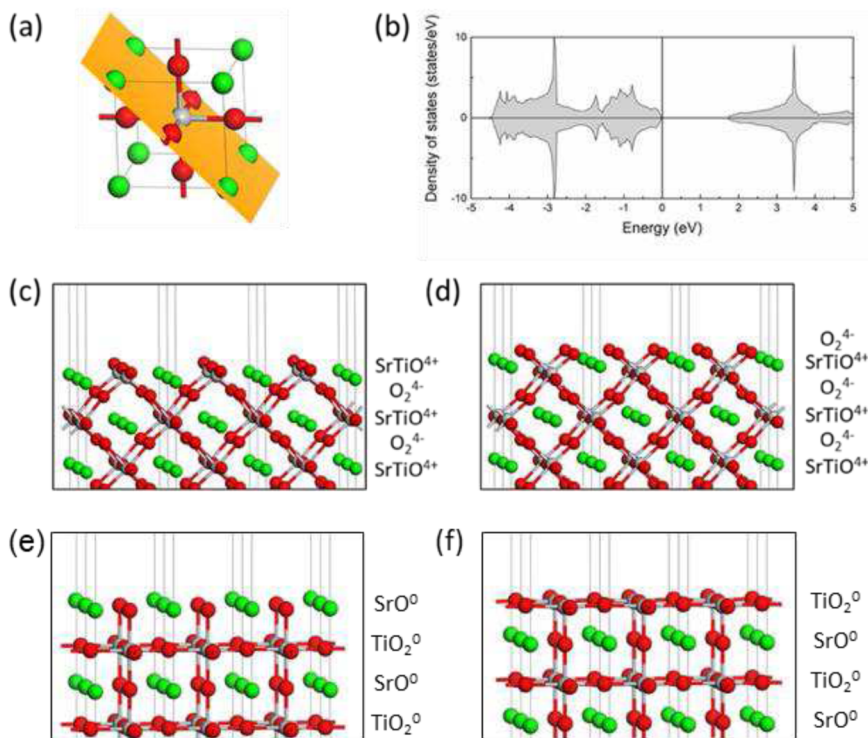 (a)
(b)
Density of states (states/eV)
10
0
-10
-5 -4 -3 -2 -1 0 1 2 3 4 5
Energy (eV)
(c)
SrTiO⁴⁺
O₂⁴⁻
SrTiO⁴⁺
O₂⁴⁻
SrTiO⁴⁺
(d)
O₂⁴⁻
SrTiO⁴⁺
O₂⁴⁻
SrTiO⁴⁺
O₂⁴⁻
SrTiO⁴⁺
(e)
SrO⁰
TiO₂⁰
SrO⁰
TiO₂⁰
(f)
TiO₂⁰
SrO⁰
TiO₂⁰
SrO⁰